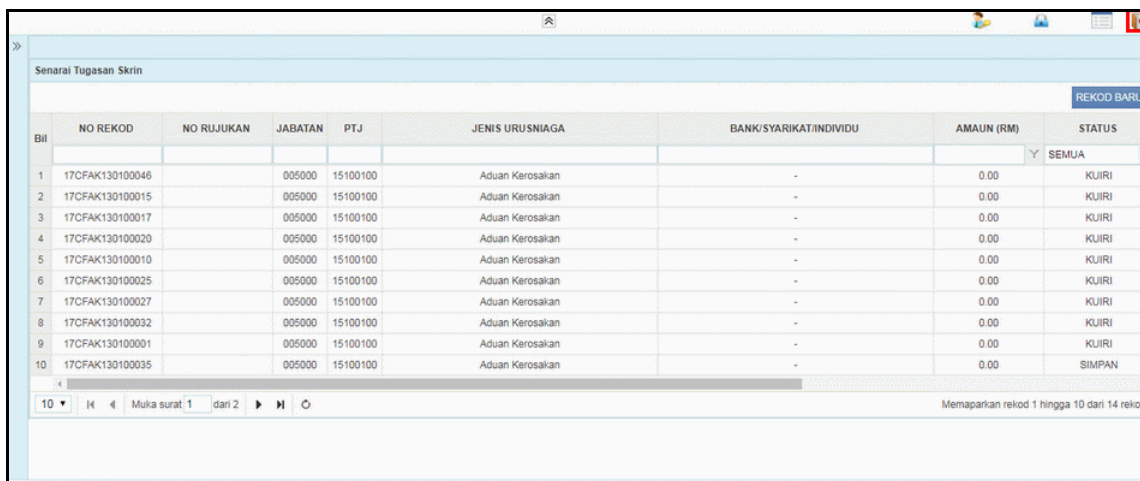 Senarai Tugasan Skrin
REKOD BARU
Bil NO REKOD NO RUJUKAN JABATAN PTJ JENIS URUSNIAGA BANK/SYARIKAT/INDIVIDU AMAUN (RM) STATUS
SEMUA
1 17CFAK130100046 005000 15100100 Aduan Kerosakan - 0.00 KUIRI
2 17CFAK130100015 005000 15100100 Aduan Kerosakan - 0.00 KUIRI
3 17CFAK130100017 005000 15100100 Aduan Kerosakan - 0.00 KUIRI
4 17CFAK130100020 005000 15100100 Aduan Kerosakan - 0.00 KUIRI
5 17CFAK130100010 005000 15100100 Aduan Kerosakan - 0.00 KUIRI
6 17CFAK130100025 005000 15100100 Aduan Kerosakan - 0.00 KUIRI
7 17CFAK130100027 005000 15100100 Aduan Kerosakan - 0.00 KUIRI
8 17CFAK130100032 005000 15100100 Aduan Kerosakan - 0.00 KUIRI
9 17CFAK130100001 005000 15100100 Aduan Kerosakan - 0.00 KUIRI
10 17CFAK130100035 005000 15100100 Aduan Kerosakan - 0.00 SIMPAN
10 Muka surat 1 dari 2 Memaparkan rekod 1 hingga 10 dari 14 reko